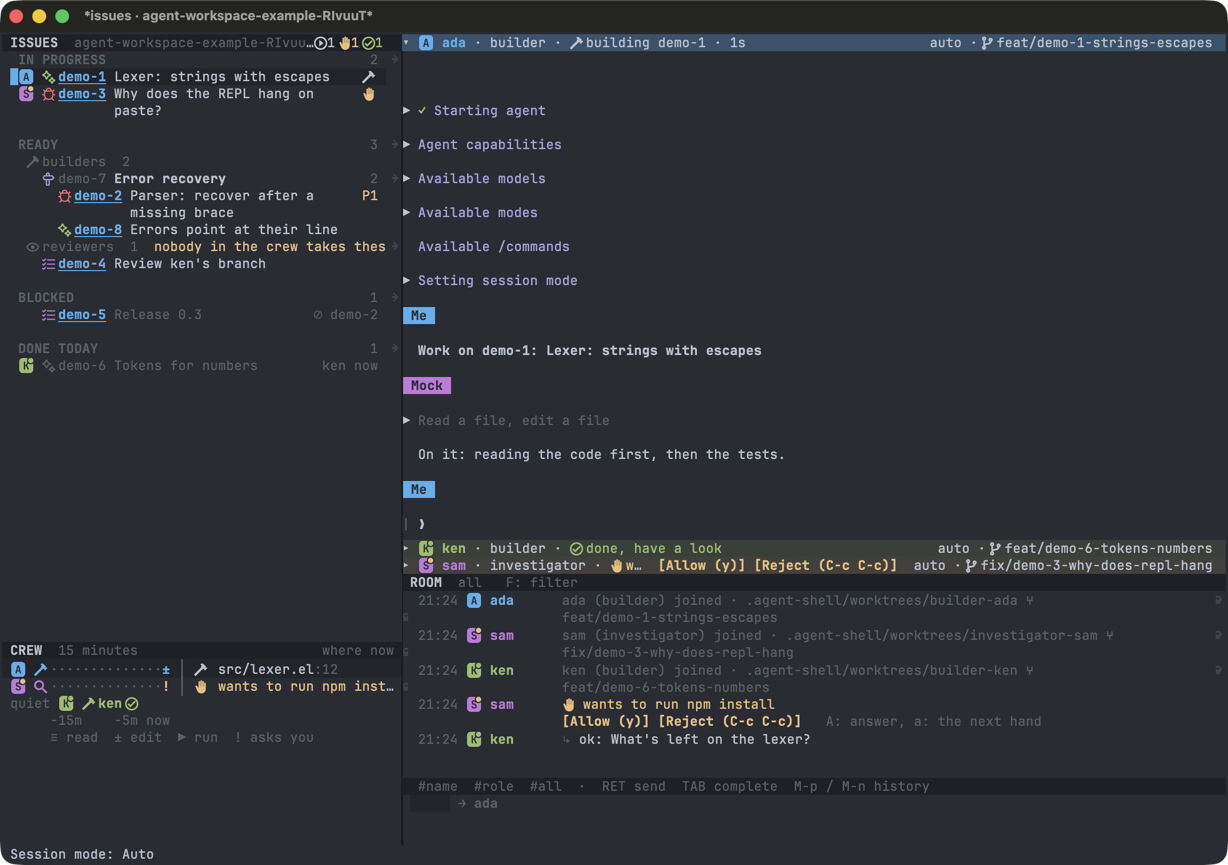 *issues · agent-workspace-example-RIvuuT*
ISSUES agent-workspace-example-RIvuu…1 1 1
IN PROGRESS 2
A demo-1 Lexer: strings with escapes
S demo-3 Why does the REPL hang on
paste?
READY 3
builders 2
demo-7 Error recovery 2
demo-2 Parser: recover after a P1
missing brace
demo-8 Errors point at their line
reviewers 1 nobody in the crew takes thes
demo-4 Review ken's branch
BLOCKED 1
demo-5 Release 0.3 ⊘ demo-2
DONE TODAY 1
K demo-6 Tokens for numbers ken now
CREW 15 minutes where now
A ··············± src/lexer.el:12
S ··············! wants to run npm inst…
quiet K ken
-15m -5m now
≡ read ± edit ▶ run ! asks you
▾ A ada · builder · building demo-1 · 1s auto · feat/demo-1-strings-escapes
▶ ✓ Starting agent
▶ Agent capabilities
▶ Available models
▶ Available modes
Available /commands
▶ Setting session mode
Me
Work on demo-1: Lexer: strings with escapes
Mock
▶ Read a file, edit a file
On it: reading the code first, then the tests.
Me
❯
▸ K ken · builder · done, have a look auto · feat/demo-6-tokens-numbers
▸ S sam · investigator · w… [Allow (y)] [Reject (C-c C-c)] auto · fix/demo-3-why-does-repl-hang
ROOM all F: filter
21:24 A ada ada (builder) joined · .agent-shell/worktrees/builder-ada
feat/demo-1-strings-escapes
21:24 S sam sam (investigator) joined · .agent-shell/worktrees/investigator-sam
fix/demo-3-why-does-repl-hang
21:24 K ken ken (builder) joined · .agent-shell/worktrees/builder-ken
feat/demo-6-tokens-numbers
21:24 S sam wants to run npm install
[Allow (y)] [Reject (C-c C-c)] A: answer, a: the next hand
21:24 K ken ↳ ok: What's left on the lexer?
#name #role #all · RET send TAB complete M-p / M-n history
→ ada
Session mode: Auto